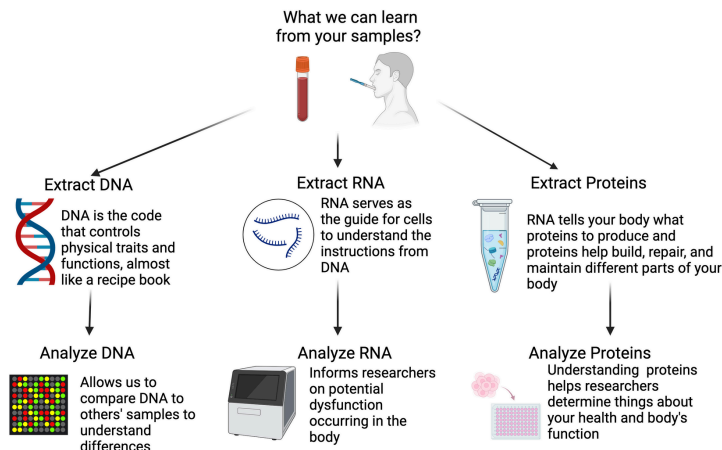 What we can learn
from your samples?
Extract DNA
DNA is the code
that controls
physical traits and
functions, almost
like a recipe book
Extract RNA
RNA serves as
the guide for cells
to understand the
instructions from
DNA
Extract Proteins
RNA tells your body what
proteins to produce and
proteins help build, repair, and
maintain different parts of your
body
Analyze DNA
Allows us to
compare DNA to
others' samples to
understand
differences
Analyze RNA
Informs researchers
on potential
dysfunction
occurring in the
body
Analyze Proteins
Understanding proteins
helps researchers
determine things about
your health and body's
function